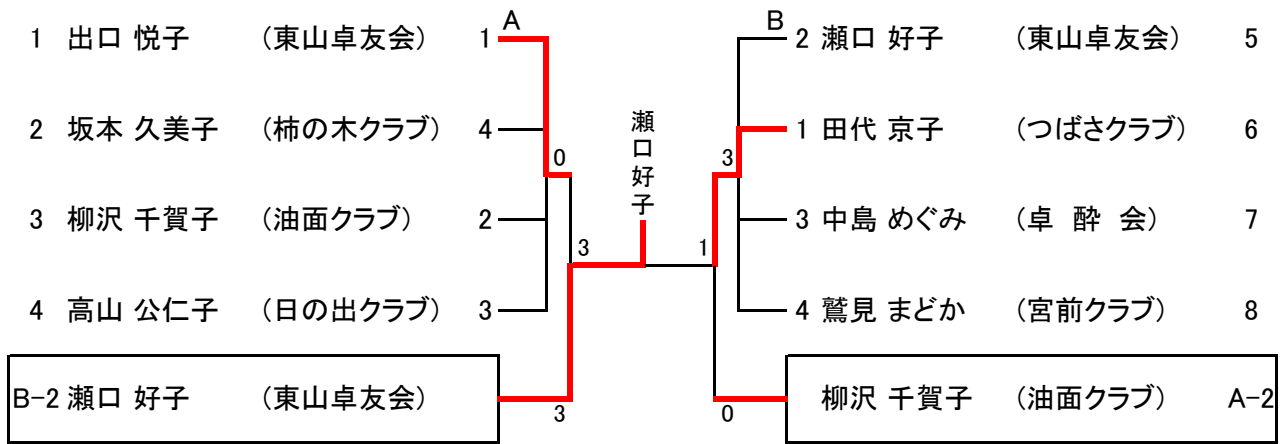 A
B
1 出口 悦子 (東山卓友会) 1
2 瀬口 好子 (東山卓友会) 5
2 坂本 久美子 (柿の木クラブ) 4
1 田代 京子 (つばさクラブ) 6
瀬口好子
0
3
3 柳沢 千賀子 (油面クラブ) 2
3 中島 めぐみ (卓 酔 会) 7
3
1
4 高山 公仁子 (日の出クラブ) 3
4 鷲見 まどか (宮前クラブ) 8
B-2 瀬口 好子 (東山卓友会)
柳沢 千賀子 (油面クラブ) A-2
3
0